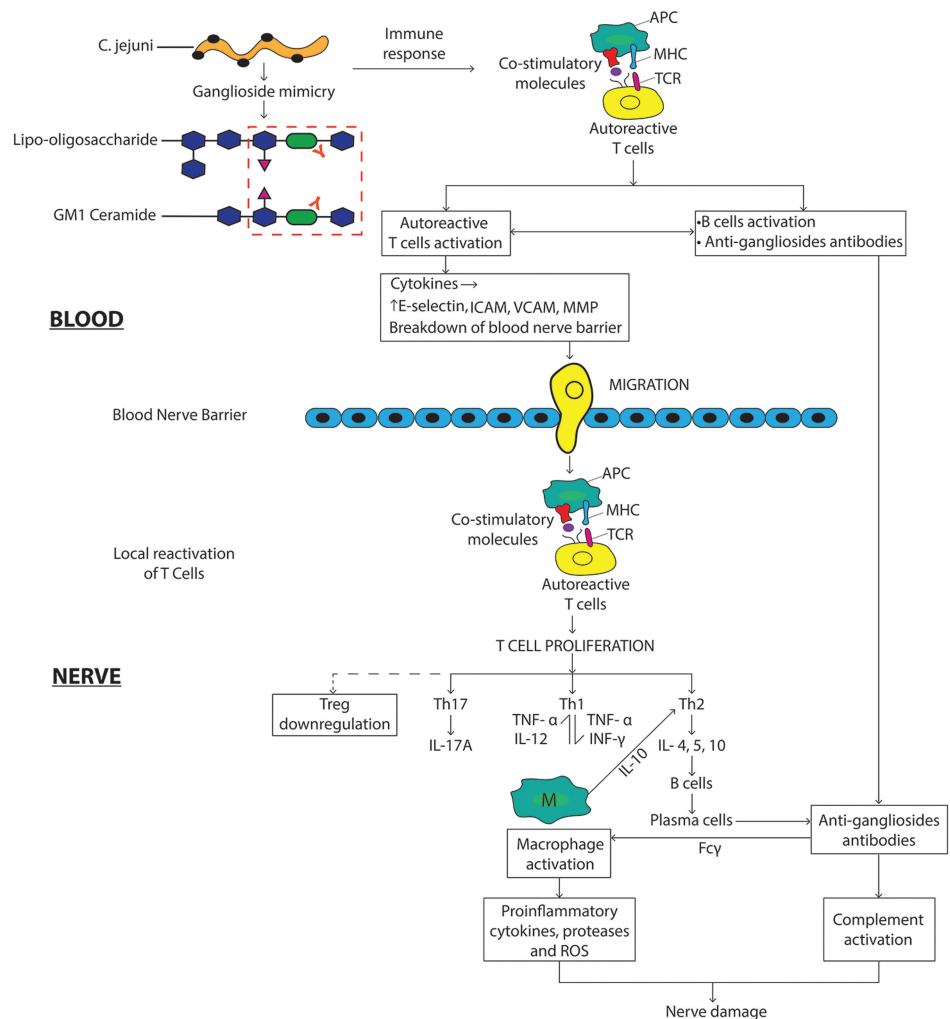 C. jejuni
Immune
response
APC
MHC
Co-stimulatory
molecules
TCR
Ganglioside mimicry
Autoreactive
T cells
Lipo-oligosaccharide
GM1 Ceramide
Autoreactive
T cells activation
•B cells activation
• Anti-gangliosides antibodies
Cytokines →
↑E-selectin, ICAM, VCAM, MMP
Breakdown of blood nerve barrier
BLOOD
MIGRATION
Blood Nerve Barrier
APC
MHC
Co-stimulatory
molecules
TCR
Local reactivation
of T Cells
Autoreactive
T cells
T CELL PROLIFERATION
NERVE
Treg
downregulation
Th17
Th1
Th2
TNF- α
IL-12
TNF- α
INF-γ
IL-17A
IL- 4, 5, 10
IL-10
B cells
M
Plasma cells
Anti-gangliosides
antibodies
Fcγ
Macrophage
activation
Proinflammatory
cytokines, proteases
and ROS
Complement
activation
Nerve damage